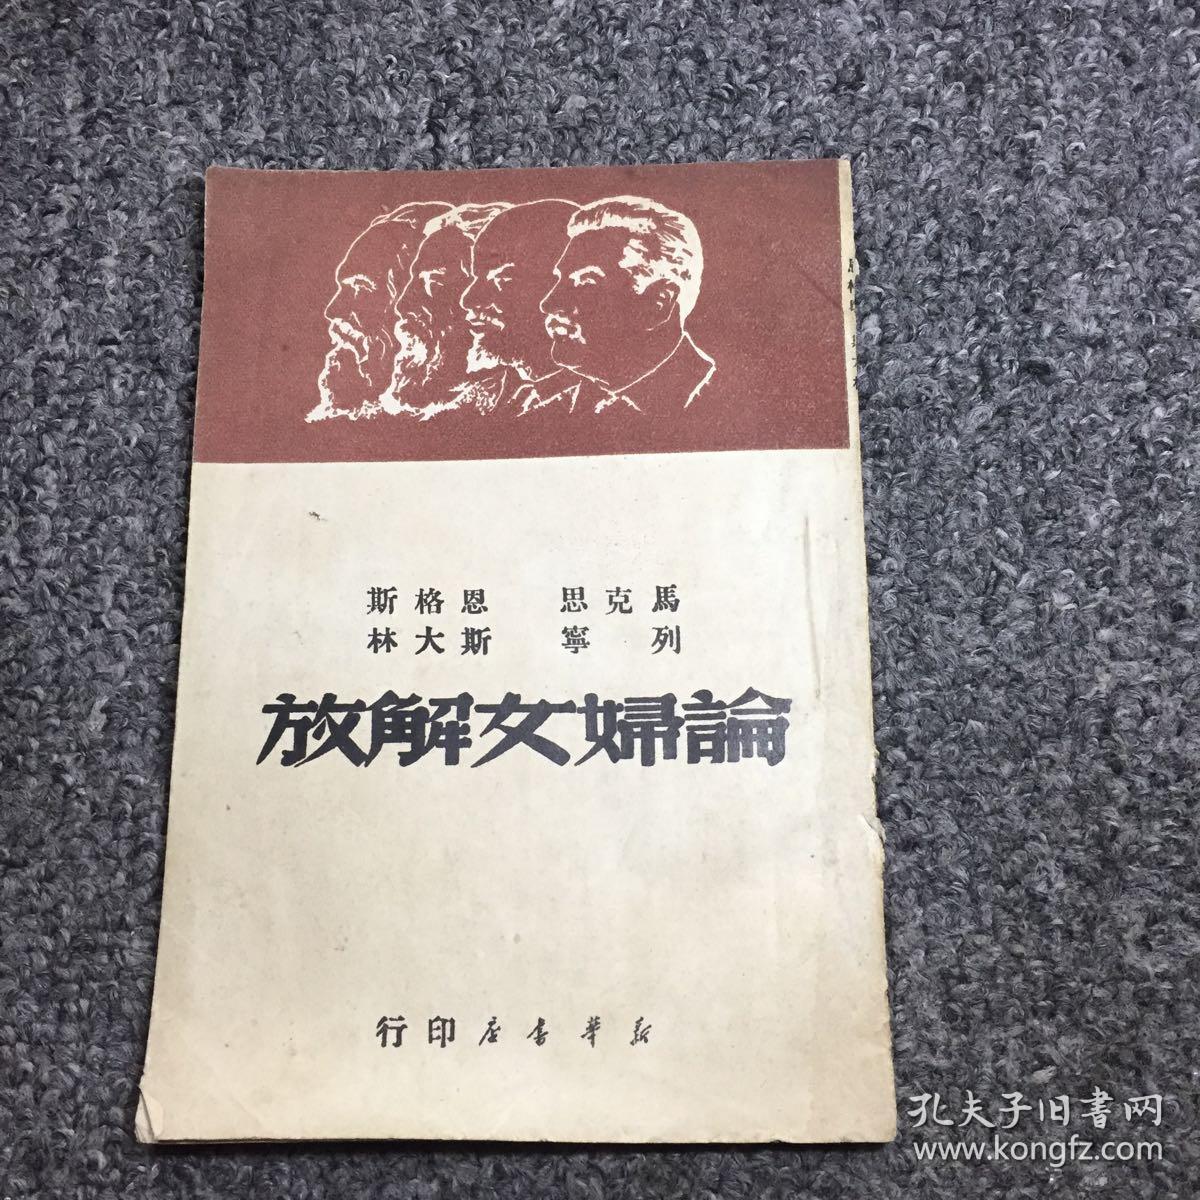 馬克思 恩格斯
列寧 斯大林
論婦女解放
新華書店印行
孔夫子旧書网
www.kongfz.com